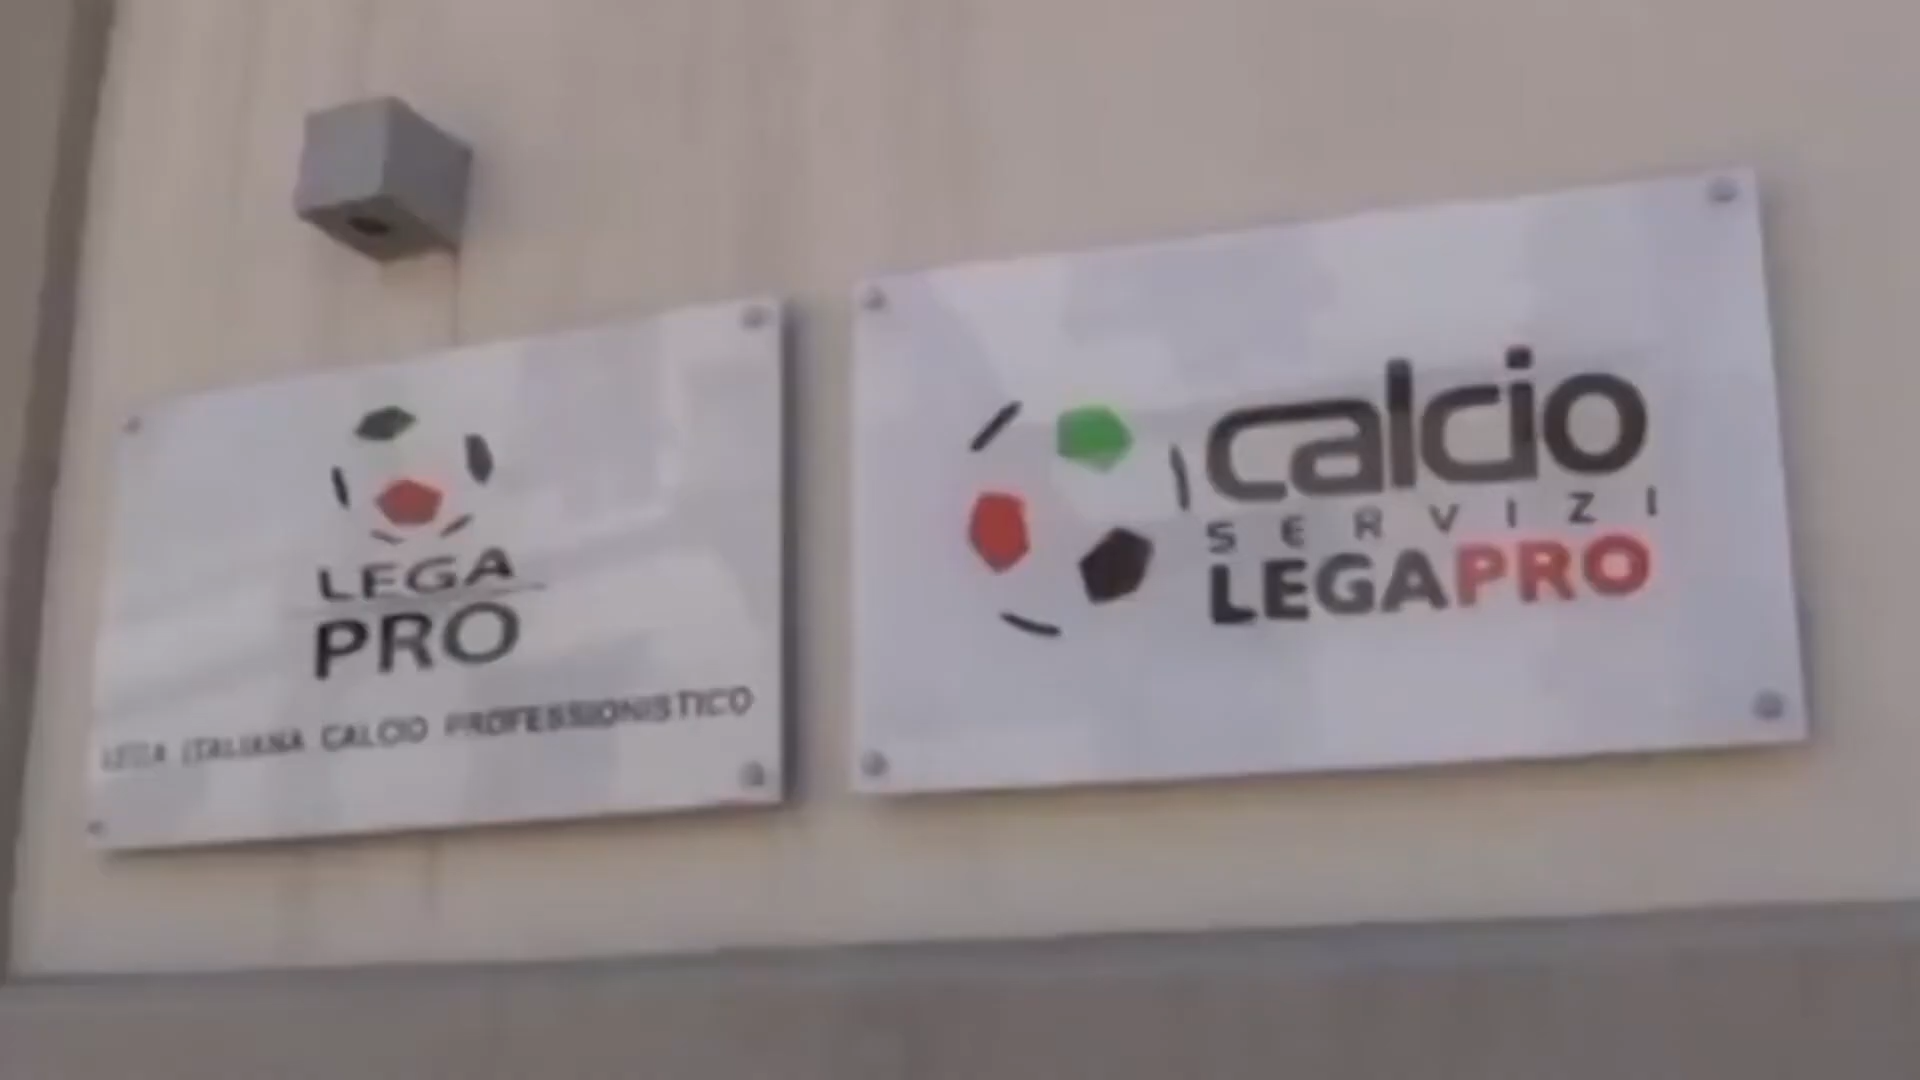 LEGA
PRO
LEGA ITALIANA CALCIO PROFESSIONISTICO
calcio
SERVIZI
LEGAPRO